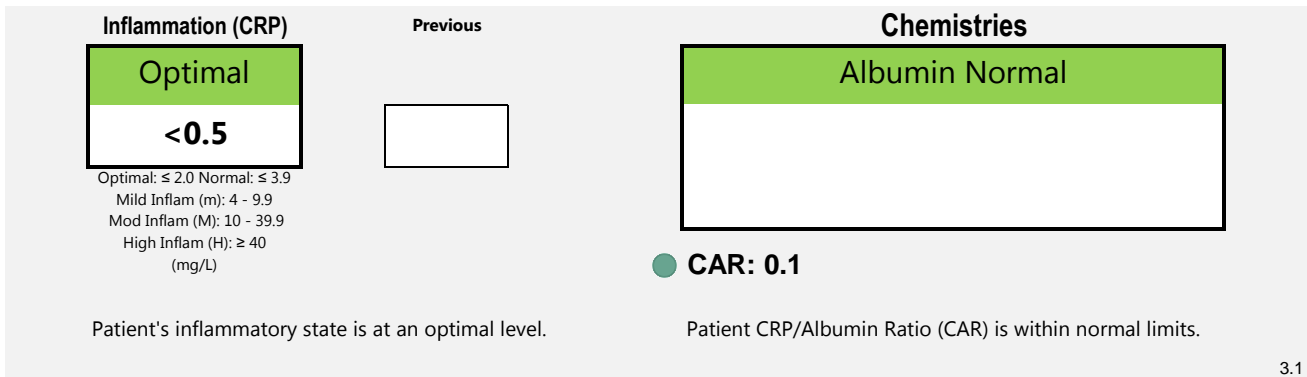 Inflammation (CRP)
Previous
Optimal
<0.5
Optimal: ≤ 2.0 Normal: ≤ 3.9
Mild Inflam (m): 4 - 9.9
Mod Inflam (M): 10 - 39.9
High Inflam (H): ≥ 40
(mg/L)
Patient's inflammatory state is at an optimal level.
Chemistries
Albumin Normal
CAR: 0.1
Patient CRP/Albumin Ratio (CAR) is within normal limits.
3.1